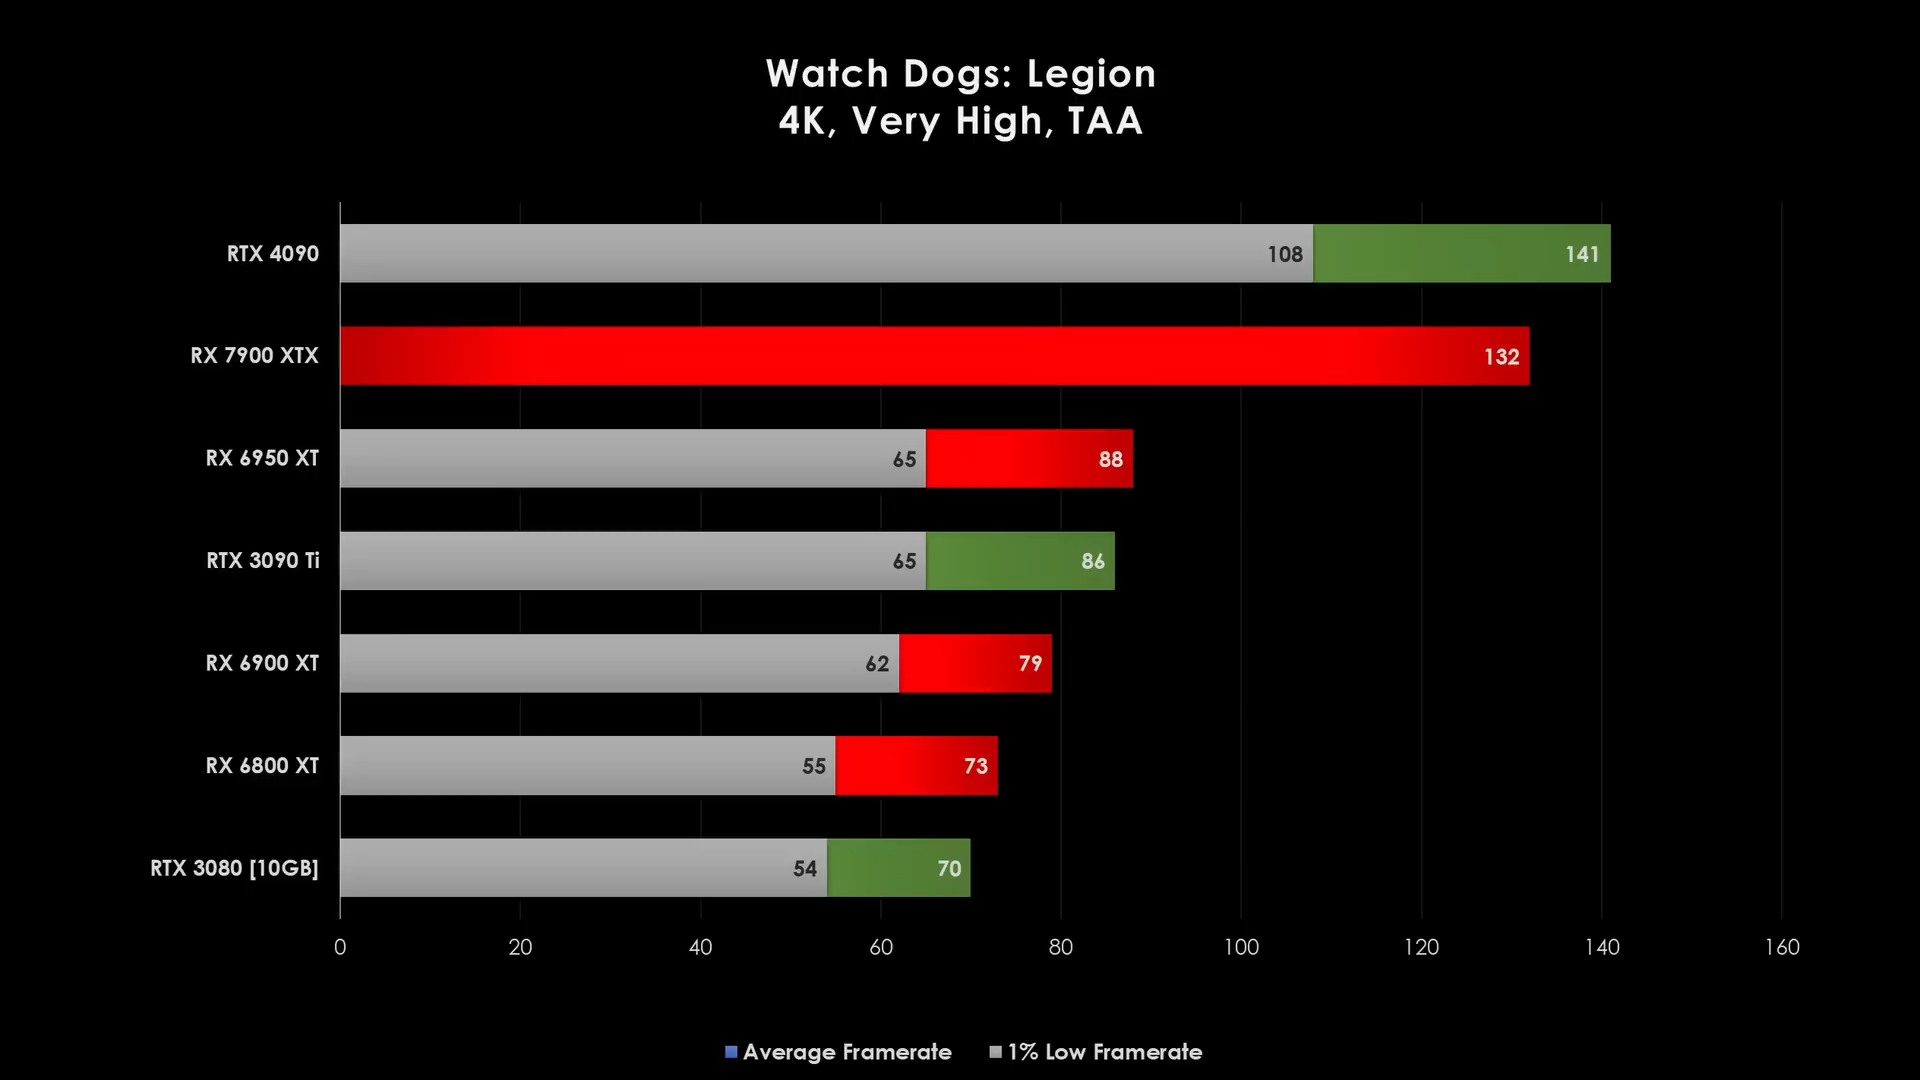 Watch Dogs: Legion
4K, Very High, TAA
RTX 4090 108 141
RX 7900 XTX 132
RX 6950 XT 65 88
RTX 3090 Ti 65 86
RX 6900 XT 62 79
RX 6800 XT 55 73
RTX 3080 [10GB] 54 70
0 20 40 60 80 100 120 140 160
Average Framerate 1% Low Framerate